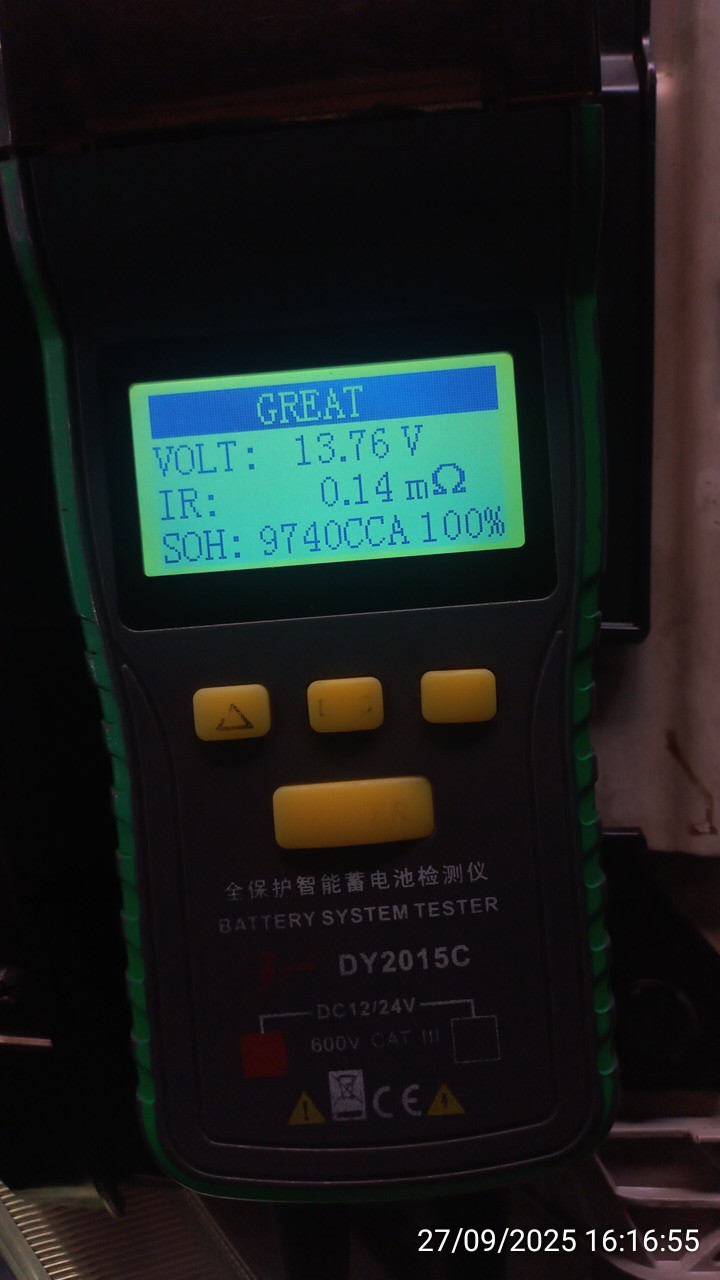 GREAT
VOLT: 13.76 V
IR: 0.14 mΩ
SOH: 9740CCA 100%
全保护智能蓄电池检测仪
BATTERY SYSTEM TESTER
DY2015C
DC12/24V
600V CAT III
CE
27/09/2025 16:16:55